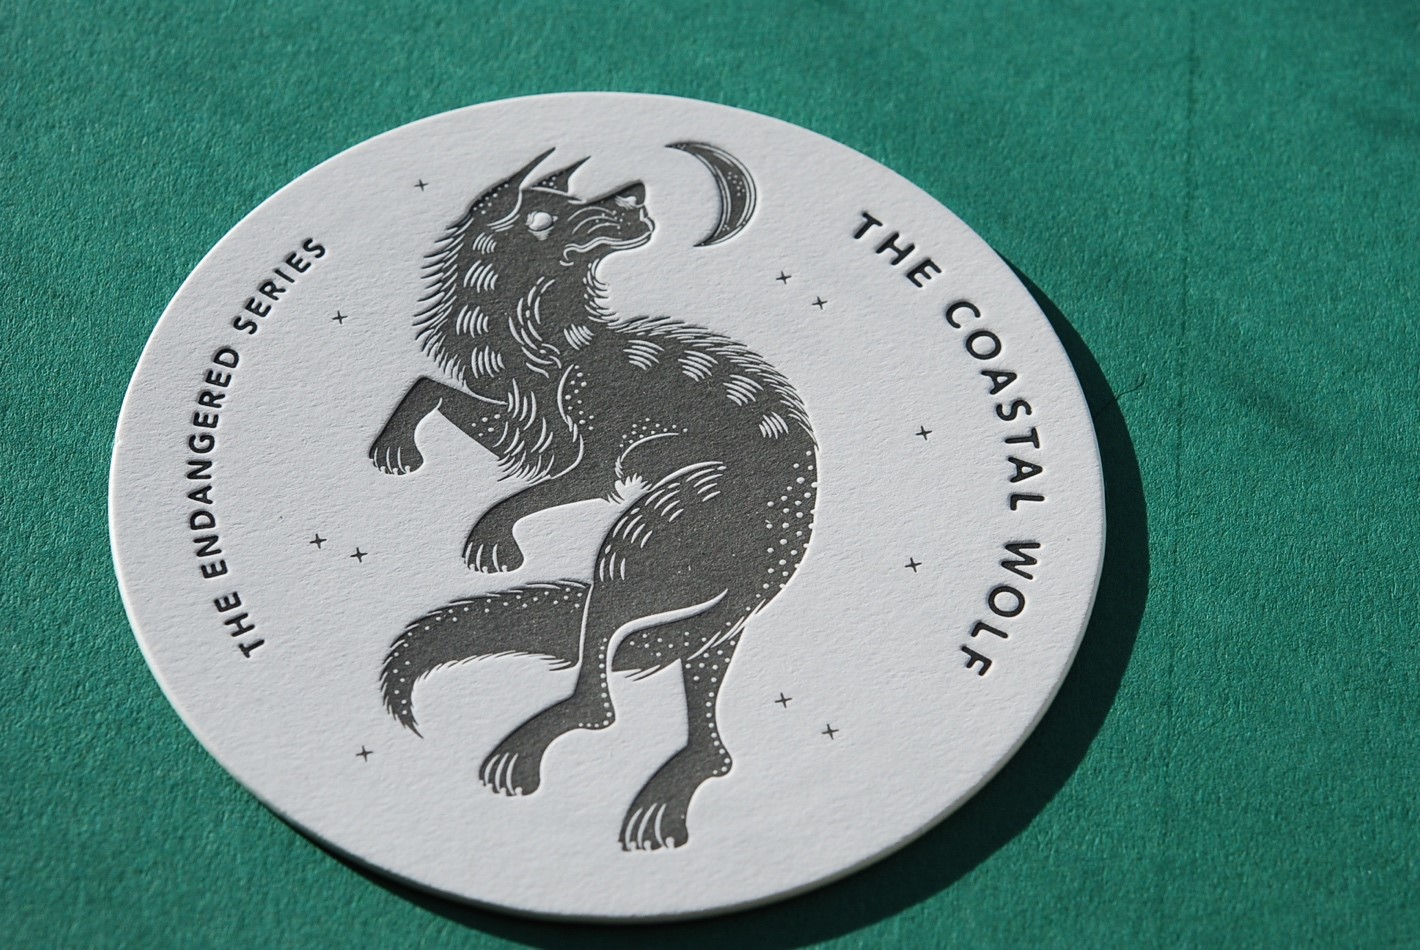 THE ENDANGERED SERIES
THE COASTAL WOLF